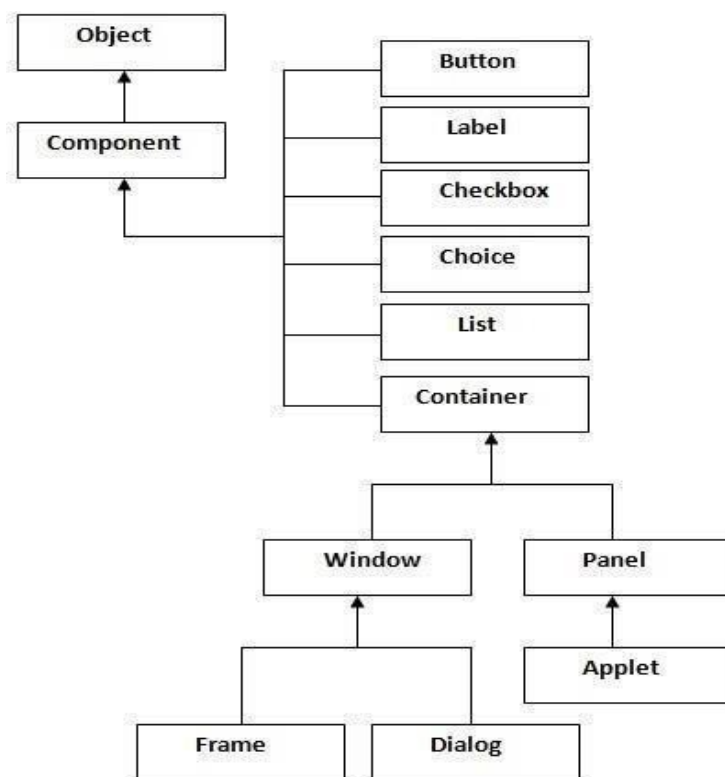 Object
Component
Button
Label
Checkbox
Choice
List
Container
Window
Panel
Applet
Frame
Dialog